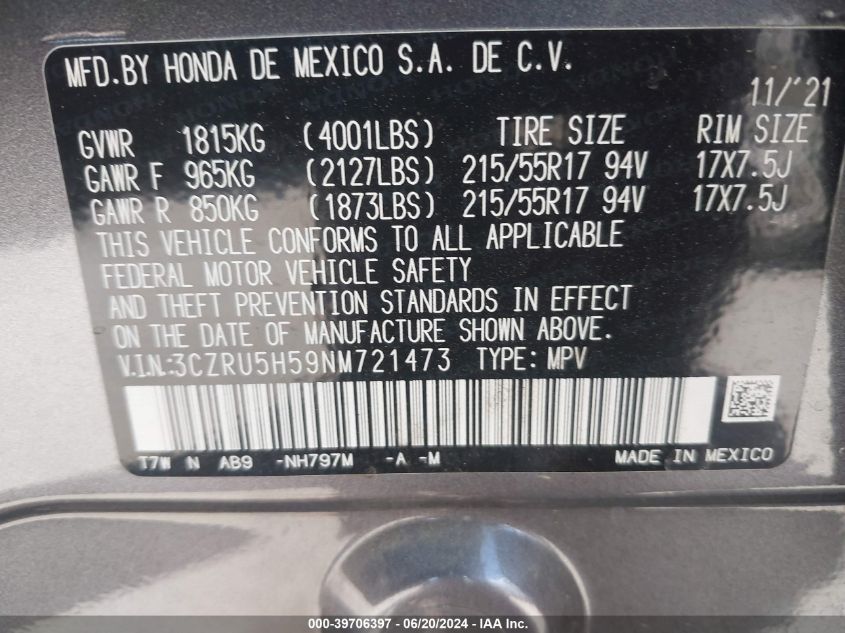 MFD.BY HONDA DE MEXICO S.A. DE C.V.
11/'21
GVWR 1815KG (4001LBS) TIRE SIZE RIM SIZE
GAWR F 965KG (2127LBS) 215/55R17 94V 17X7.5J
GAWR R 850KG (1873LBS) 215/55R17 94V 17X7.5J
THIS VEHICLE CONFORMS TO ALL APPLICABLE
FEDERAL MOTOR VEHICLE SAFETY
AND THEFT PREVENTION STANDARDS IN EFFECT
ON THE DATE OF MANUFACTURE SHOWN ABOVE.
V.I.N.:3CZRU5H59NM721473 TYPE: MPV
T7W N AB9 -NH797M -A -M MADE IN MEXICO
000-39706397 - 06/20/2024 - IAAI.COM